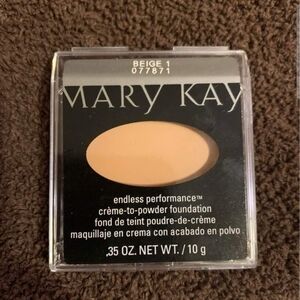 BEIGE 1
077871
MARY KAY
endless performance™
crème-to-powder foundation
fond de teint poudre-de-crème
maquillaje en crema con acabado en polvo
.35 OZ. NET WT. / 10 g